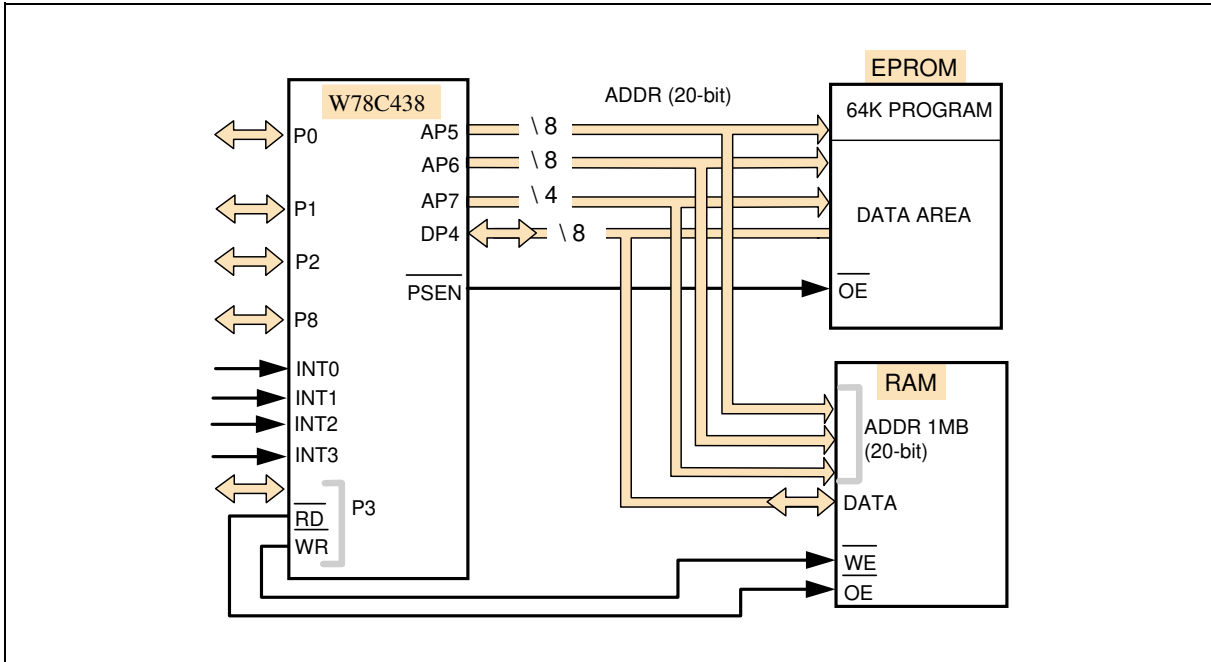 W78C438
P0
P1
P2
P8
INT0
INT1
INT2
INT3
P3
RD
WR
AP5
AP6
AP7
DP4
PSEN
\ 8
\ 8
\ 4
\ 8
ADDR (20-bit)
EPROM
64K PROGRAM
DATA AREA
OE
RAM
ADDR 1MB
(20-bit)
DATA
WE
OE